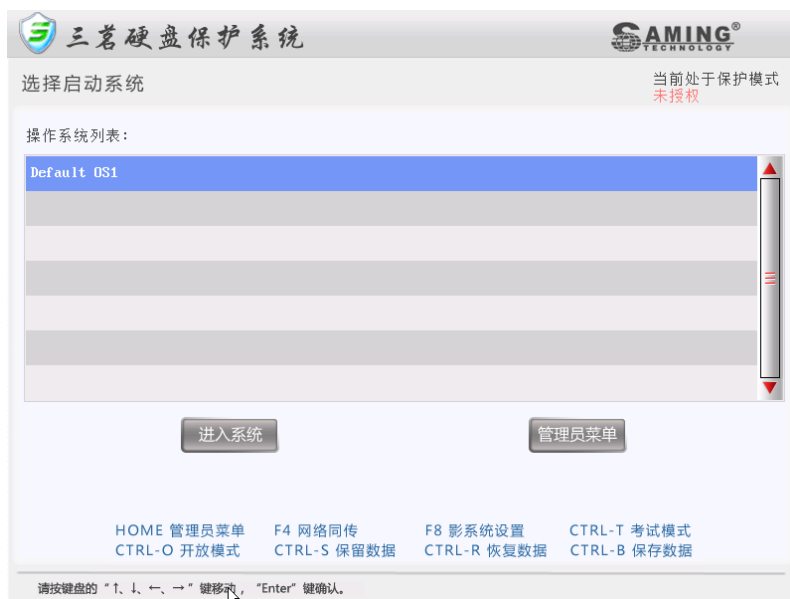 三茗硬盘保护系统
SAMING®
TECHNOLOGY
选择启动系统
当前处于保护模式
未授权
操作系统列表：
Default OS1
进入系统 管理员菜单
HOME 管理员菜单 F4 网络同传 F8 影系统设置 CTRL-T 考试模式
CTRL-O 开放模式 CTRL-S 保留数据 CTRL-R 恢复数据 CTRL-B 保存数据
请按键盘的“↑、↓、←、→”键移动，“Enter”键确认。